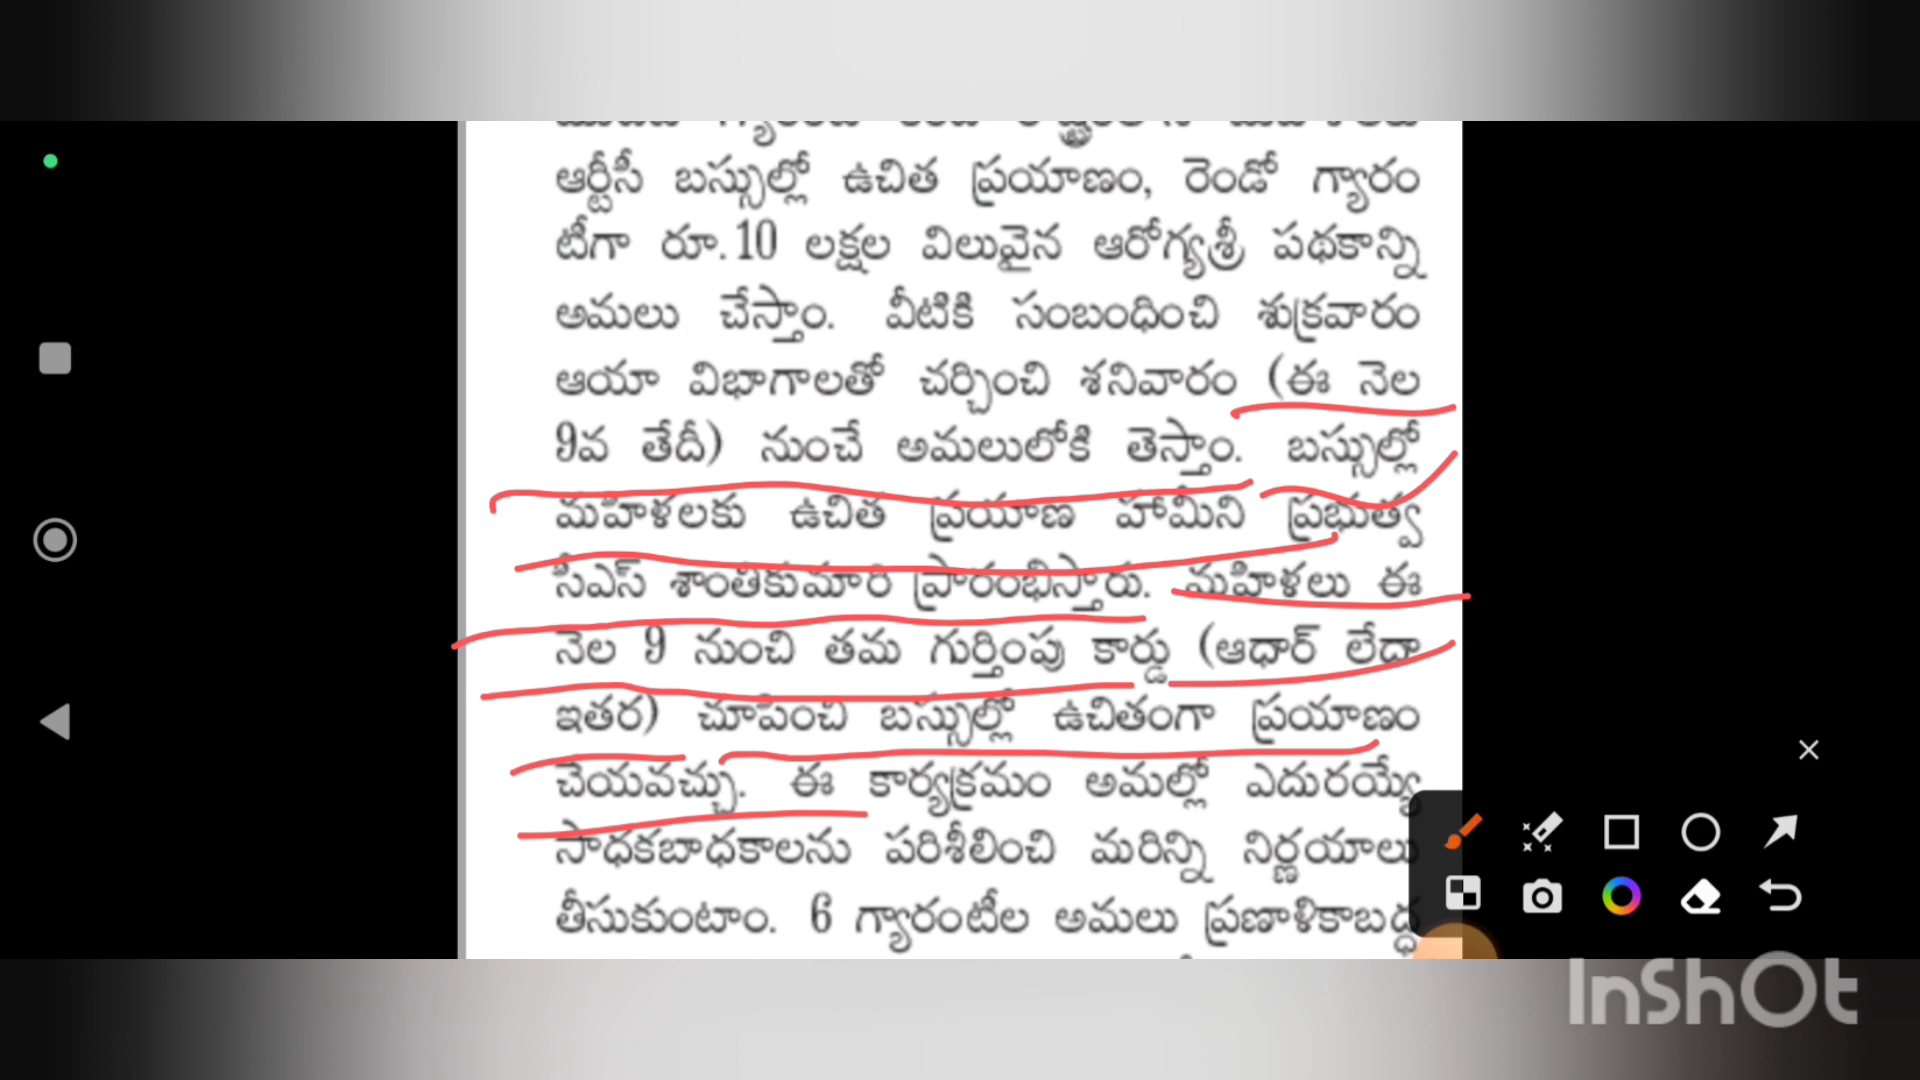 ఆర్టీసీ బస్సుల్లో ఉచిత ప్రయాణం, రెండో గ్యారం
టీగా రూ.10 లక్షల విలువైన ఆరోగ్యశ్రీ పథకాన్ని
అమలు చేస్తాం. వీటికి సంబంధించి శుక్రవారం
ఆయా విభాగాలతో చర్చించి శనివారం (ఈ నెల
9వ తేదీ) నుంచే అమలులోకి తెస్తాం. బస్సుల్లో
మహిళలకు ఉచిత ప్రయాణ హామీని ప్రభుత్వ
సీఎస్ శాంతికుమారి ప్రారంభిస్తారు. మహిళలు ఈ
నెల 9 నుంచి తమ గుర్తింపు కార్డు (ఆధార్ లేదా
ఇతర) చూపించి బస్సుల్లో ఉచితంగా ప్రయాణం
చేయవచ్చు. ఈ కార్యక్రమం అమల్లో ఎదురయ్యే
సాధకబాధకాలను పరిశీలించి మరిన్ని నిర్ణయాలు
తీసుకుంటాం. 6 గ్యారంటీల అమలు ప్రణాళికాబద్ధ
InShOt